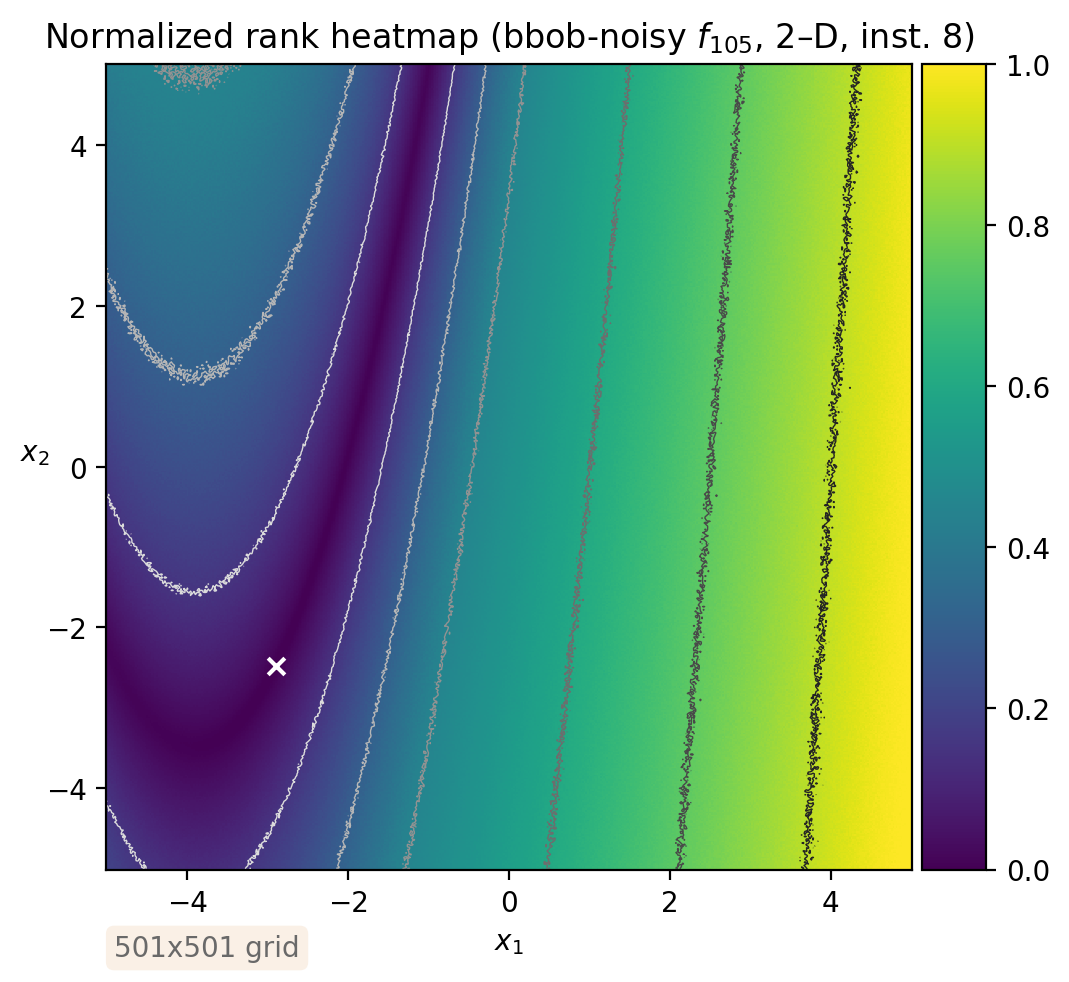 Normalized rank heatmap (bbob-noisy f₁₀₅, 2–D, inst. 8)
1.0
4
0.8
2
0.6
x₂
0
0.4
−2
0.2
−4
0.0
−4 −2 0 2 4
x₁
501x501 grid